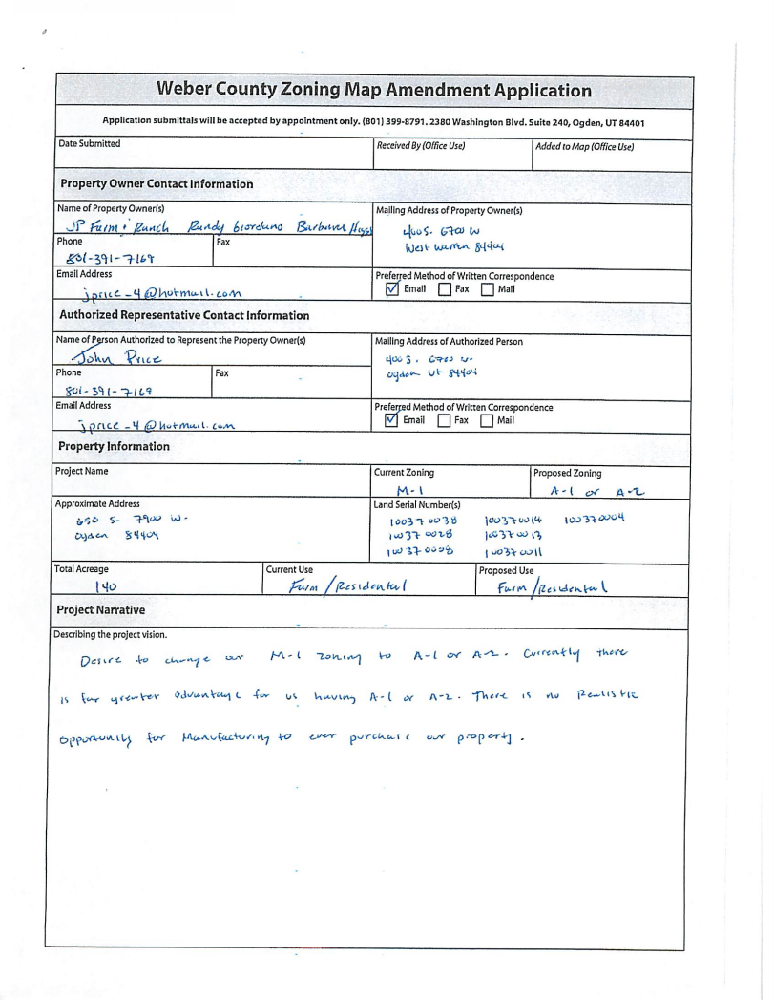 Weber County Zoning Map Amendment Application
Application submittals will be accepted by appointment only. (801) 399-8791. 2380 Washington Blvd. Suite 240, Ogden, UT 84401
Date Submitted
Received By (Office Use)
Added to Map (Office Use)
Property Owner Contact Information
Name of Property Owner(s)
JP Farm & Ranch Randy Giordano Barbara
Mailing Address of Property Owner(s)
400 S. 6700 W
West Warren 84404
Phone
801-391-7169
Fax
Email Address
jprice_4@hotmail.com
Preferred Method of Written Correspondence
Email Fax Mail
Authorized Representative Contact Information
Name of Person Authorized to Represent the Property Owner(s)
John Price
Mailing Address of Authorized Person
400 S. 6700 W.
Ogden Ut 84404
Phone
801-391-7169
Fax
Email Address
jprice_4@hotmail.com
Preferred Method of Written Correspondence
Email Fax Mail
Property Information
Project Name
Current Zoning
M-1
Proposed Zoning
A-1 or A-2
Approximate Address
650 S. 7900 W.
Ogden 84404
Land Serial Number(s)
100370038 100370014 100370004
100370028 100370013
100370008 100370011
Total Acreage
140
Current Use
Farm/Residental
Proposed Use
Farm/Residental
Project Narrative
Describing the project vision.
Desire to change our M-1 zoning to A-1 or A-2. Currently there
is far greater advantage for us having A-1 or A-2. There is no Realistic
opportunity for Manufacturing to ever purchase our property.